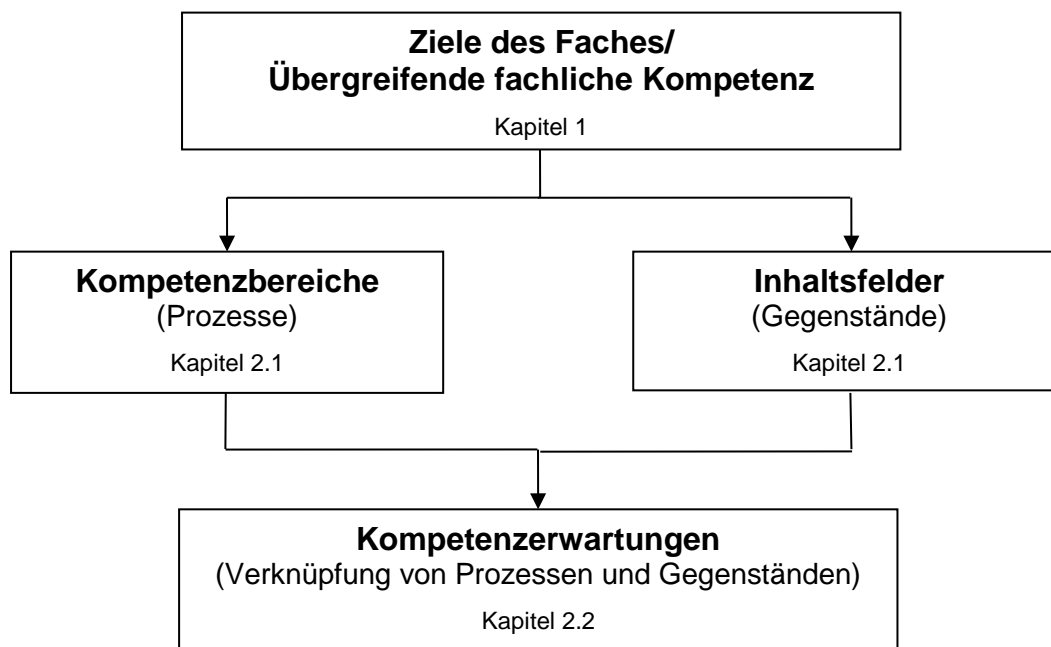 Ziele des Faches/
Übergreifende fachliche Kompetenz
Kapitel 1
Kompetenzbereiche
(Prozesse)
Kapitel 2.1
Inhaltsfelder
(Gegenstände)
Kapitel 2.1
Kompetenzerwartungen
(Verknüpfung von Prozessen und Gegenständen)
Kapitel 2.2